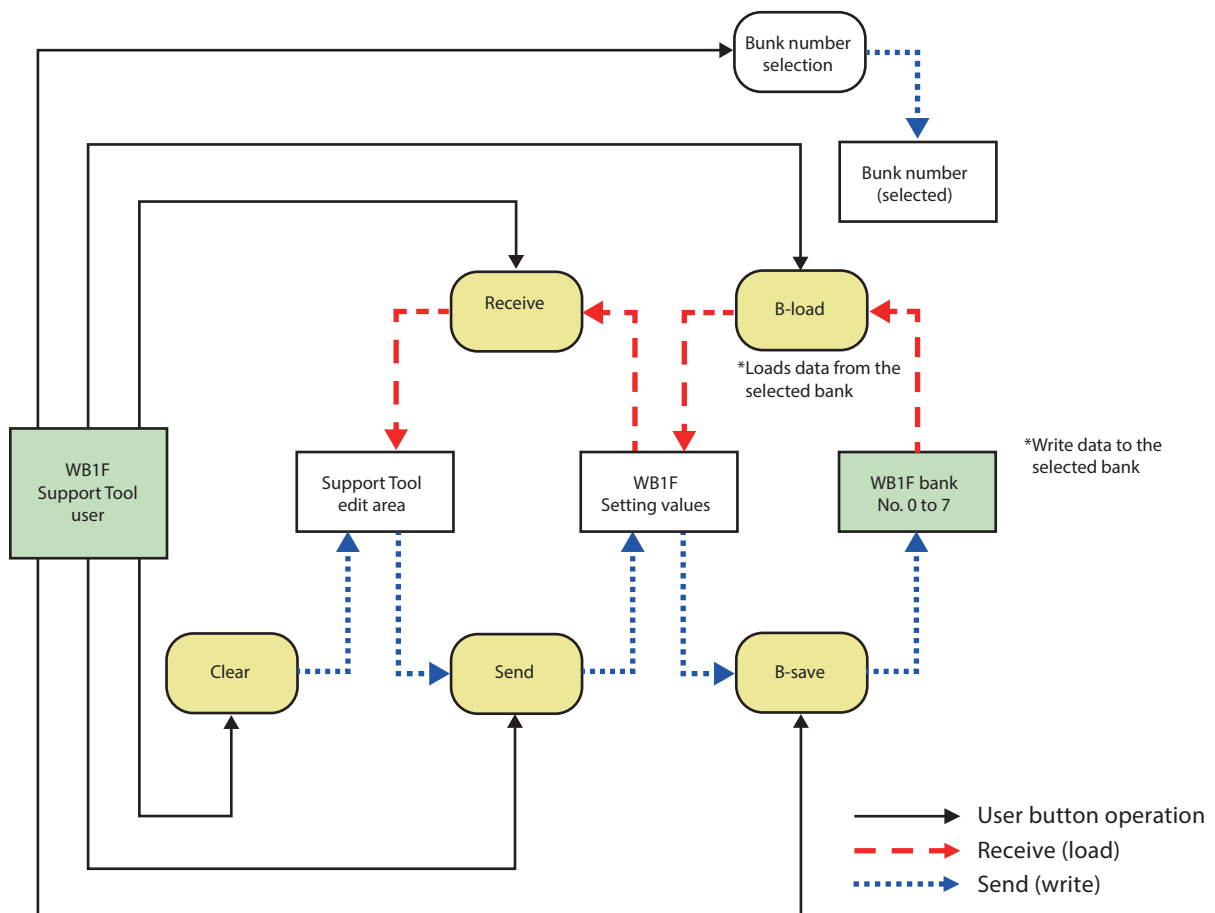 Bunk number
selection
Bunk number
(selected)
Receive
B-load
*Loads data from the
selected bank
WB1F
Support Tool
user
Support Tool
edit area
WB1F
Setting values
WB1F bank
No. 0 to 7
*Write data to the
selected bank
Clear
Send
B-save
User button operation
Receive (load)
Send (write)